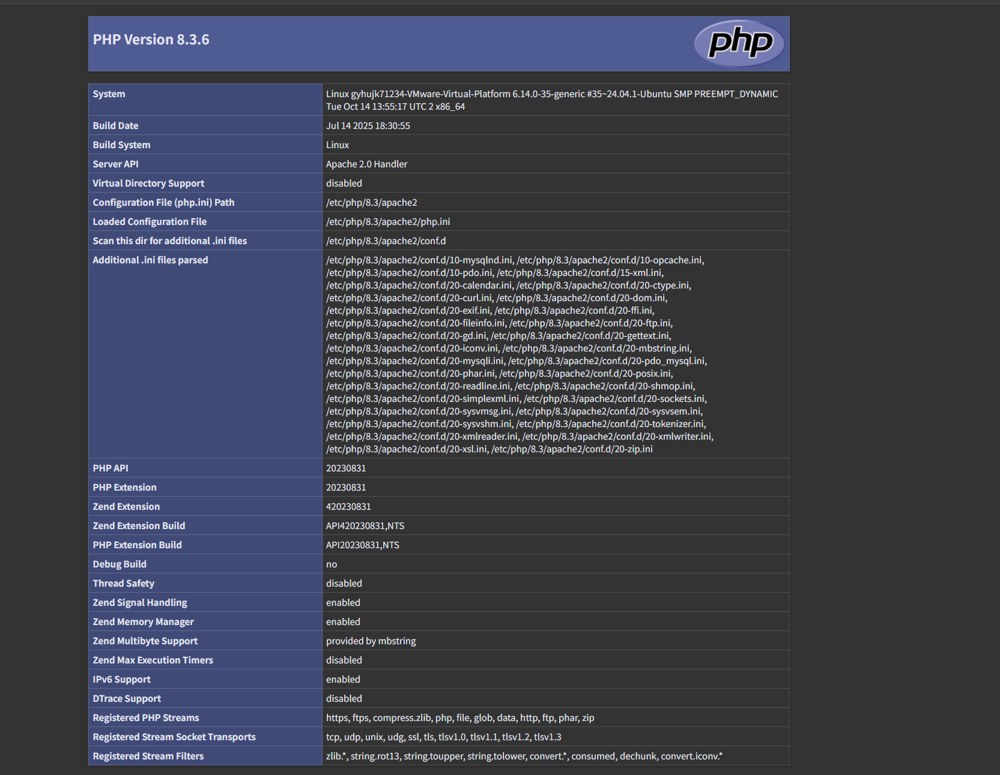 PHP Version 8.3.6
php
System
Linux gyhujk71234-VMware-Virtual-Platform 6.14.0-35-generic #35~24.04.1-Ubuntu SMP PREEMPT_DYNAMIC
Tue Oct 14 13:55:17 UTC 2 x86_64
Build Date
Jul 14 2025 18:30:55
Build System
Linux
Server API
Apache 2.0 Handler
Virtual Directory Support
disabled
Configuration File (php.ini) Path
/etc/php/8.3/apache2
Loaded Configuration File
/etc/php/8.3/apache2/php.ini
Scan this dir for additional .ini files
/etc/php/8.3/apache2/conf.d
Additional .ini files parsed
/etc/php/8.3/apache2/conf.d/10-mysqlnd.ini, /etc/php/8.3/apache2/conf.d/10-opcache.ini,
/etc/php/8.3/apache2/conf.d/10-pdo.ini, /etc/php/8.3/apache2/conf.d/15-xml.ini,
/etc/php/8.3/apache2/conf.d/20-calendar.ini, /etc/php/8.3/apache2/conf.d/20-ctype.ini,
/etc/php/8.3/apache2/conf.d/20-curl.ini, /etc/php/8.3/apache2/conf.d/20-dom.ini,
/etc/php/8.3/apache2/conf.d/20-exif.ini, /etc/php/8.3/apache2/conf.d/20-ffi.ini,
/etc/php/8.3/apache2/conf.d/20-fileinfo.ini, /etc/php/8.3/apache2/conf.d/20-ftp.ini,
/etc/php/8.3/apache2/conf.d/20-gd.ini, /etc/php/8.3/apache2/conf.d/20-gettext.ini,
/etc/php/8.3/apache2/conf.d/20-iconv.ini, /etc/php/8.3/apache2/conf.d/20-mbstring.ini,
/etc/php/8.3/apache2/conf.d/20-mysqli.ini, /etc/php/8.3/apache2/conf.d/20-pdo_mysql.ini,
/etc/php/8.3/apache2/conf.d/20-phar.ini, /etc/php/8.3/apache2/conf.d/20-posix.ini,
/etc/php/8.3/apache2/conf.d/20-readline.ini, /etc/php/8.3/apache2/conf.d/20-shmop.ini,
/etc/php/8.3/apache2/conf.d/20-simplexml.ini, /etc/php/8.3/apache2/conf.d/20-sockets.ini,
/etc/php/8.3/apache2/conf.d/20-sysvmsg.ini, /etc/php/8.3/apache2/conf.d/20-sysvsem.ini,
/etc/php/8.3/apache2/conf.d/20-sysvshm.ini, /etc/php/8.3/apache2/conf.d/20-tokenizer.ini,
/etc/php/8.3/apache2/conf.d/20-xmlreader.ini, /etc/php/8.3/apache2/conf.d/20-xmlwriter.ini,
/etc/php/8.3/apache2/conf.d/20-xsl.ini, /etc/php/8.3/apache2/conf.d/20-zip.ini
PHP API
20230831
PHP Extension
20230831
Zend Extension
420230831
Zend Extension Build
API420230831,NTS
PHP Extension Build
API20230831,NTS
Debug Build
no
Thread Safety
disabled
Zend Signal Handling
enabled
Zend Memory Manager
enabled
Zend Multibyte Support
provided by mbstring
Zend Max Execution Timers
disabled
IPv6 Support
enabled
DTrace Support
disabled
Registered PHP Streams
https, ftps, compress.zlib, php, file, glob, data, http, ftp, phar, zip
Registered Stream Socket Transports
tcp, udp, unix, udg, ssl, tls, tlsv1.0, tlsv1.1, tlsv1.2, tlsv1.3
Registered Stream Filters
zlib.*, string.rot13, string.toupper, string.tolower, convert.*, consumed, dechunk, convert.iconv.*